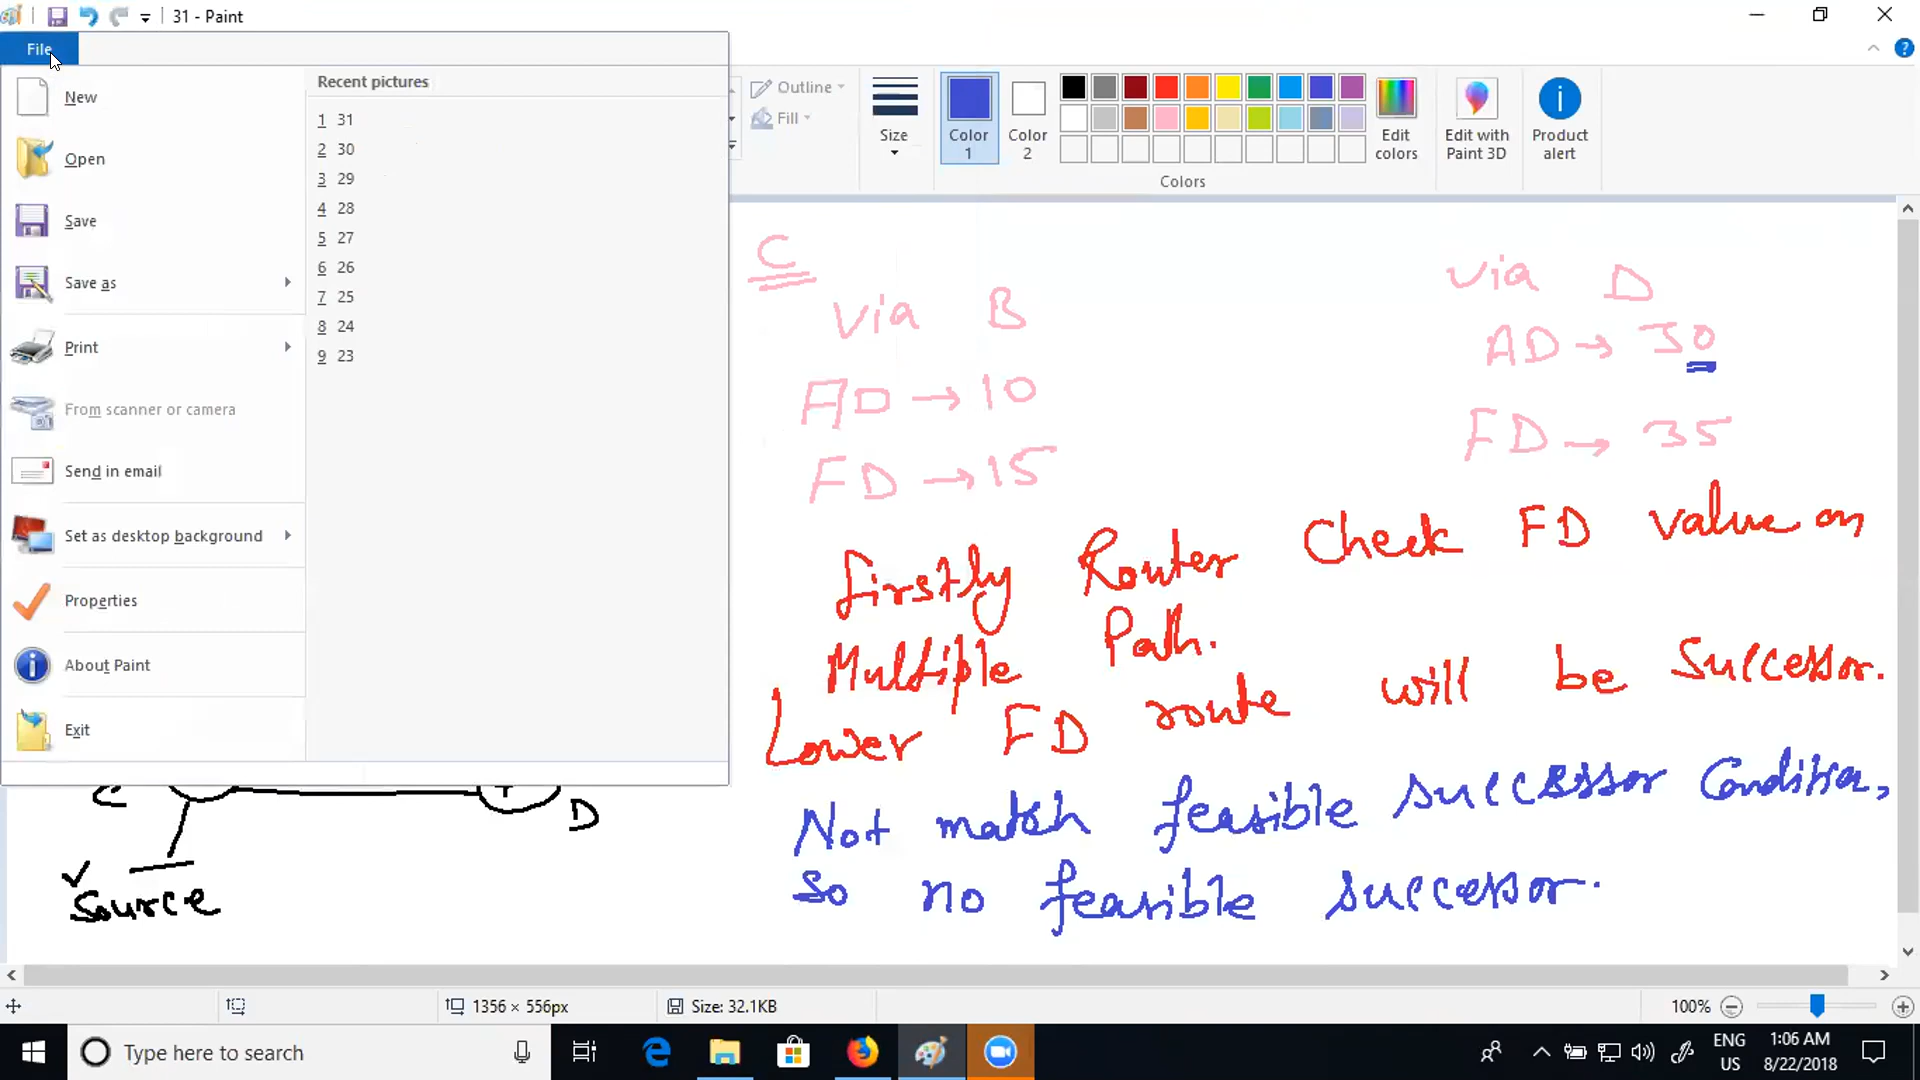 31 - Paint
File
New
Open
Save
Save as
Print
From scanner or camera
Send in email
Set as desktop background
Properties
About Paint
Exit
Recent pictures
1 31
2 30
3 29
4 28
5 27
6 26
7 25
8 24
9 23
Outline
Fill
Size
Color 1
Color 2
Edit colors
Edit with Paint 3D
Product alert
Colors
C
Via B
AD → 10
FD → 15
Via D
AD → 30
FD → 35
firstly Router Check FD value on
Multiple Path.
Lower FD route will be Successor.
Not match feasible successor Condition,
So no feasible successor.
C
D
Source
1356 × 556px
Size: 32.1KB
100%
Type here to search
ENG
US
1:06 AM
8/22/2018